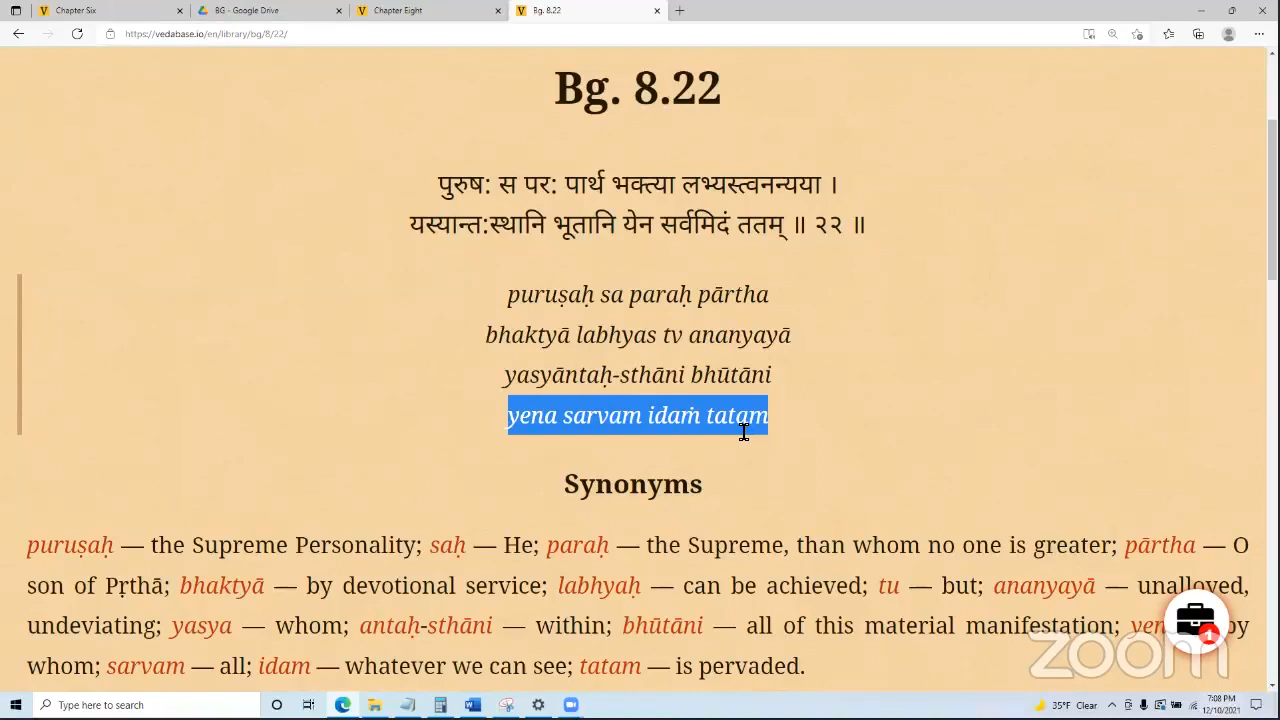 Chapter Six
BG - Google Drive
Chapter Eight
Bg. 8.22
https://vedabase.io/en/library/bg/8/22/
Bg. 8.22
पुरुष: स पर: पार्थ भक्त्या लभ्यस्त्वनन्यया ।
यस्यान्त:स्थानि भूतानि येन सर्वमिदं ततम् ॥ २२ ॥
puruṣaḥ sa paraḥ pārtha
bhaktyā labhyas tv ananyayā
yasyāntaḥ-sthāni bhūtāni
yena sarvam idaṁ tatam
Synonyms
puruṣaḥ — the Supreme Personality; saḥ — He; paraḥ — the Supreme, than whom no one is greater; pārtha — O
son of Pṛthā; bhaktyā — by devotional service; labhyaḥ — can be achieved; tu — but; ananyayā — unalloyed,
undeviating; yasya — whom; antaḥ-sthāni — within; bhūtāni — all of this material manifestation; by
whom; sarvam — all; idam — whatever we can see; tatam — is pervaded.
1
zoom
Type here to search
35°F Clear
7:08 PM
12/10/2021